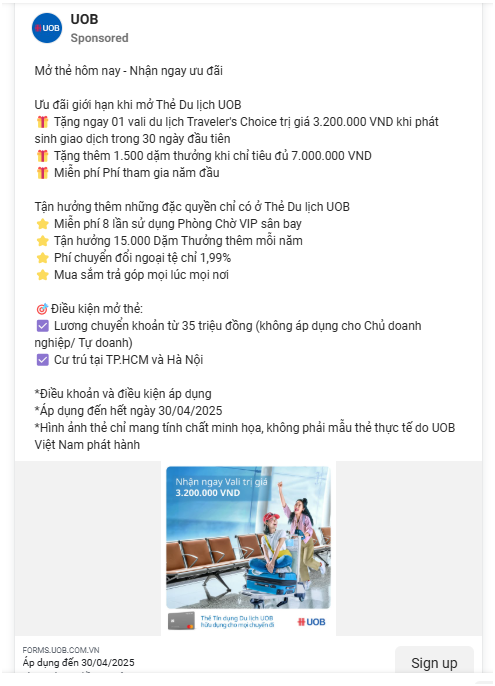 UOB
UOB
Sponsored
Mở thẻ hôm nay - Nhận ngay ưu đãi
Ưu đãi giới hạn khi mở Thẻ Du lịch UOB
🎁 Tặng ngay 01 vali du lịch Traveler's Choice trị giá 3.200.000 VND khi phát
sinh giao dịch trong 30 ngày đầu tiên
🎁 Tặng thêm 1.500 dặm thưởng khi chỉ tiêu đủ 7.000.000 VND
🎁 Miễn phí Phí tham gia năm đầu
Tận hưởng thêm những đặc quyền chỉ có ở Thẻ Du lịch UOB
⭐ Miễn phí 8 lần sử dụng Phòng Chờ VIP sân bay
⭐ Tận hưởng 15.000 Dặm Thưởng thêm mỗi năm
⭐ Phí chuyển đổi ngoại tệ chỉ 1,99%
⭐ Mua sắm trả góp mọi lúc mọi nơi
🎯 Điều kiện mở thẻ:
☑ Lương chuyển khoản từ 35 triệu đồng (không áp dụng cho Chủ doanh
nghiệp/ Tự doanh)
☑ Cư trú tại TP.HCM và Hà Nội
*Điều khoản và điều kiện áp dụng
*Áp dụng đến hết ngày 30/04/2025
*Hình ảnh thẻ chỉ mang tính chất minh họa, không phải mẫu thẻ thực tế do UOB
Việt Nam phát hành
Nhận ngay Vali trị giá
3.200.000 VND
Thẻ Tín dụng Du lịch UOB
hữu dụng cho mọi chuyến đi
UOB
FORMS.UOB.COM.VN
Áp dụng đến 30/04/2025
Sign up